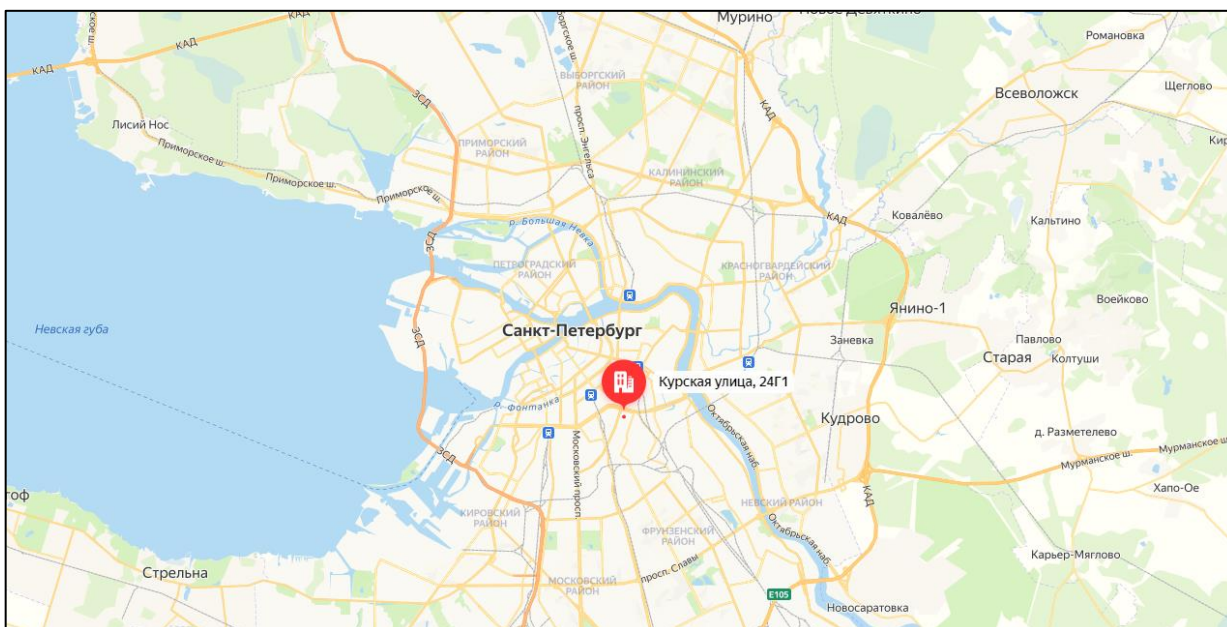 Мурино
Новое Девяткино
Романовка
КАД
ВЫБОРГСКИЙ
РАЙОН
Щеглово
Всеволожск
КАД
ЗСД
просп. Энгельса
КАД
Лисий Нос
Приморское ш.
ПРИМОРСКИЙ
РАЙОН
Приморское ш.
Приморское ш.
КАЛИНИНСКИЙ
РАЙОН
КАД
Ковалёво
Кальтино
р. Большая Невка
ЗСД
ПЕТРОГРАДСКИЙ
РАЙОН
КРАСНОГВАРДЕЙСКИЙ
РАЙОН
Воейково
Янино-1
Невская губа
ЗСД
Санкт-Петербург
Заневка
Павлово
Старая
Колтуши
Курская улица, 24Г1
р. Фонтанка
Кудрово
Октябрьская наб.
д. Разметелево
Московский просп.
ЗСД
Мурманское ш.
Мурманское ш.
КАД
Хапо-Ое
гоф
КИРОВСКИЙ
РАЙОН
НЕВСКИЙ РАЙОН
Октябрьская наб.
ФРУНЗЕНСКИЙ
РАЙОН
Карьер-Мяглово
Стрельна
просп. Славы
МОСКОВСКИЙ
РАЙОН
E105
Новосаратовка